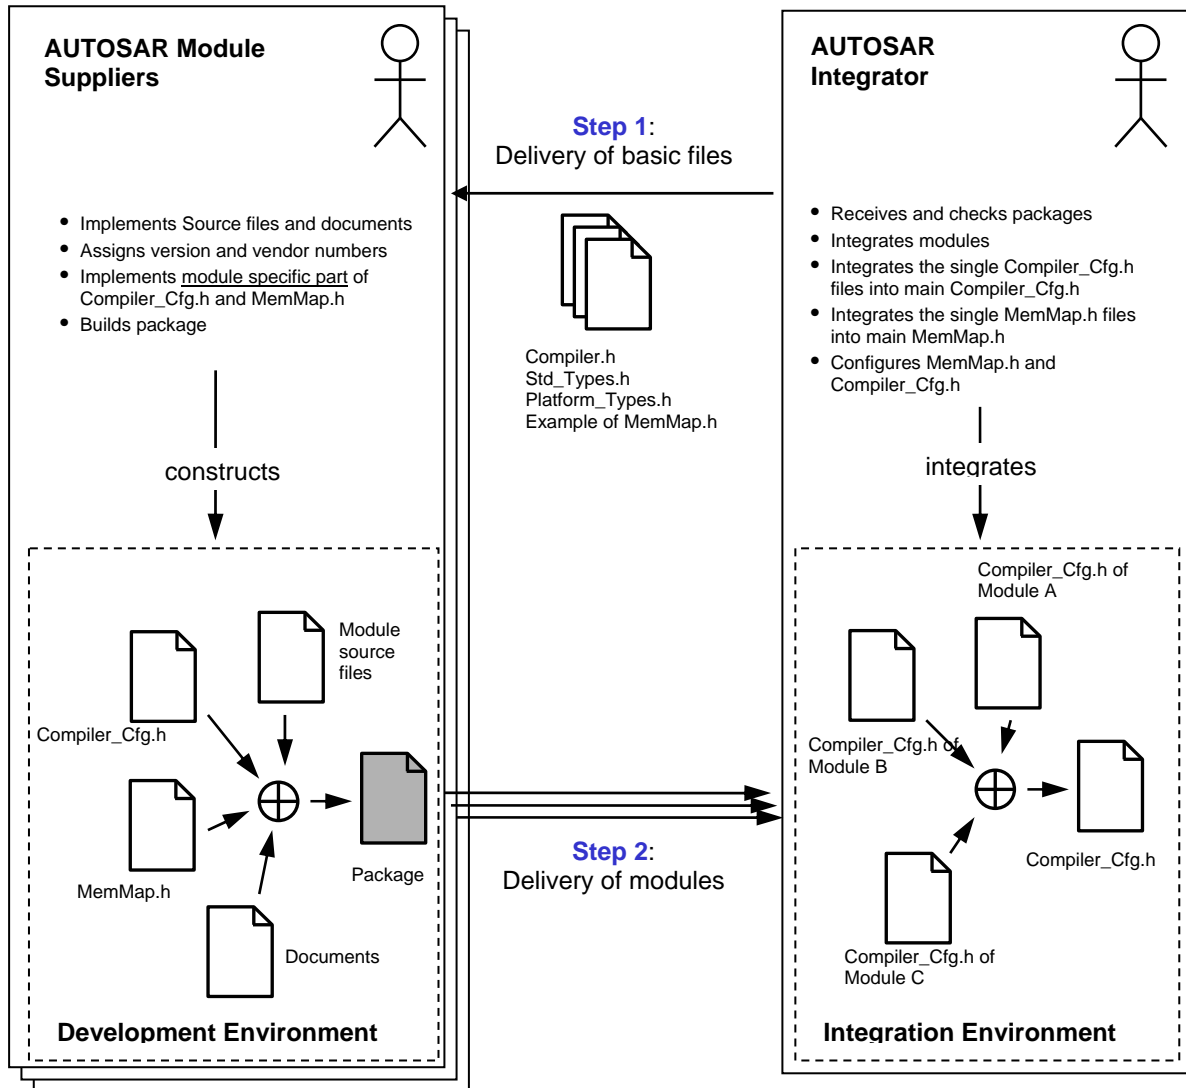 AUTOSAR Module
Suppliers
• Implements Source files and documents
• Assigns version and vendor numbers
• Implements module specific part of
Compiler_Cfg.h and MemMap.h
• Builds package
constructs
Compiler_Cfg.h
Module
source
files
MemMap.h
Package
Documents
Development Environment
Step 1:
Delivery of basic files
Compiler.h
Std_Types.h
Platform_Types.h
Example of MemMap.h
Step 2:
Delivery of modules
AUTOSAR
Integrator
• Receives and checks packages
• Integrates modules
• Integrates the single Compiler_Cfg.h
files into main Compiler_Cfg.h
• Integrates the single MemMap.h files
into main MemMap.h
• Configures MemMap.h and
Compiler_Cfg.h
integrates
Compiler_Cfg.h of
Module A
Compiler_Cfg.h of
Module B
Compiler_Cfg.h
Compiler_Cfg.h of
Module C
Integration Environment